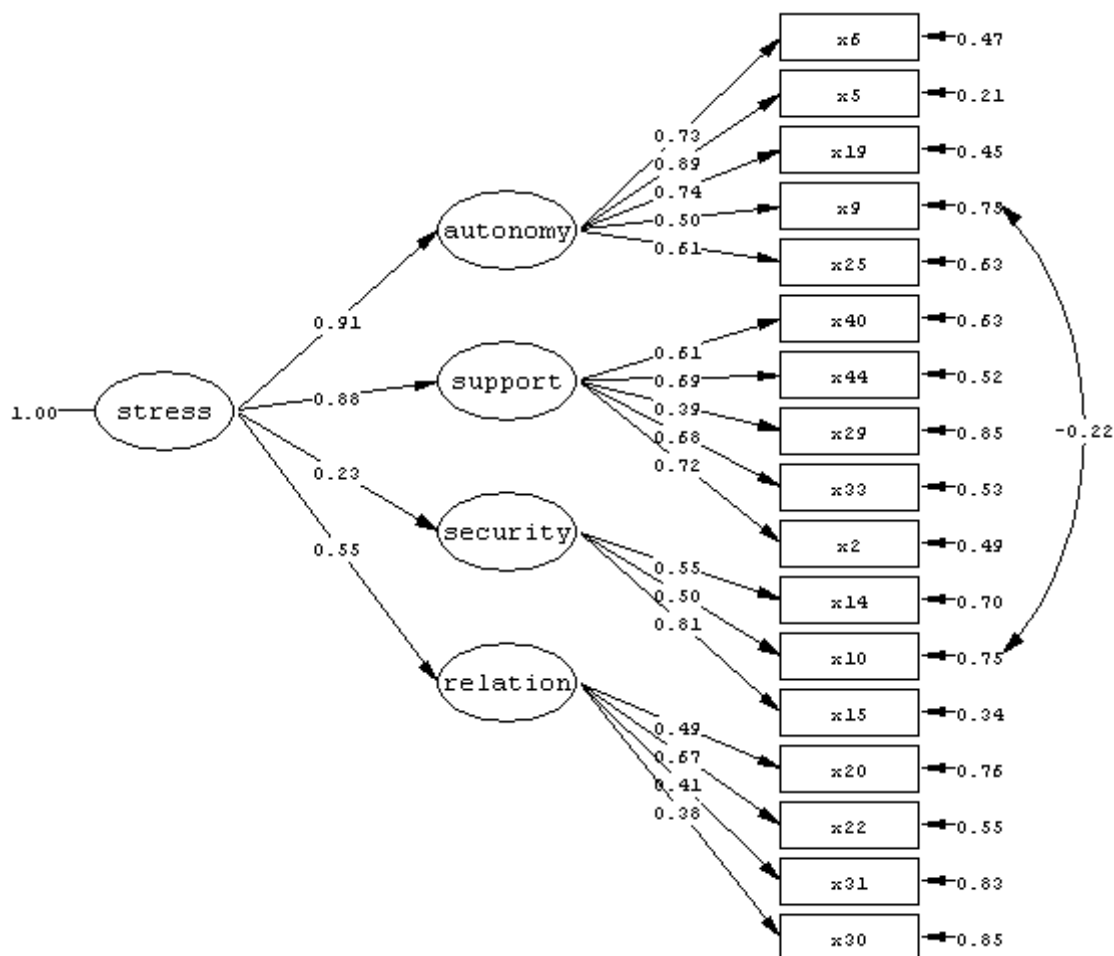 x6 0.47
x5 0.21
0.73
x19 0.45
0.89
0.74
x9 0.75
0.50
autonomy
0.61
x25 0.63
x40 0.63
0.91
0.61
support
x44 0.52
0.69
0.88
0.39
1.00 stress
x29 0.85
-0.22
0.68
0.72
0.23
x33 0.53
security
x2 0.49
0.55
0.55
0.50
x14 0.70
0.81
x10 0.75
relation
x15 0.34
0.49
0.67
x20 0.76
0.41
0.38
x22 0.55
x31 0.83
x30 0.85